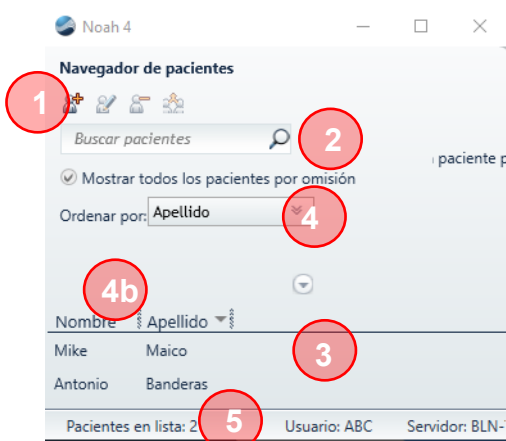 Noah 4
Navegador de pacientes
1
Buscar pacientes
2
paciente p
Mostrar todos los pacientes por omisión
Ordenar por: Apellido
4
4b
Nombre Apellido
Mike Maico
3
Antonio Banderas
Pacientes en lista: 2
5
Usuario: ABC
Servidor: BLN-